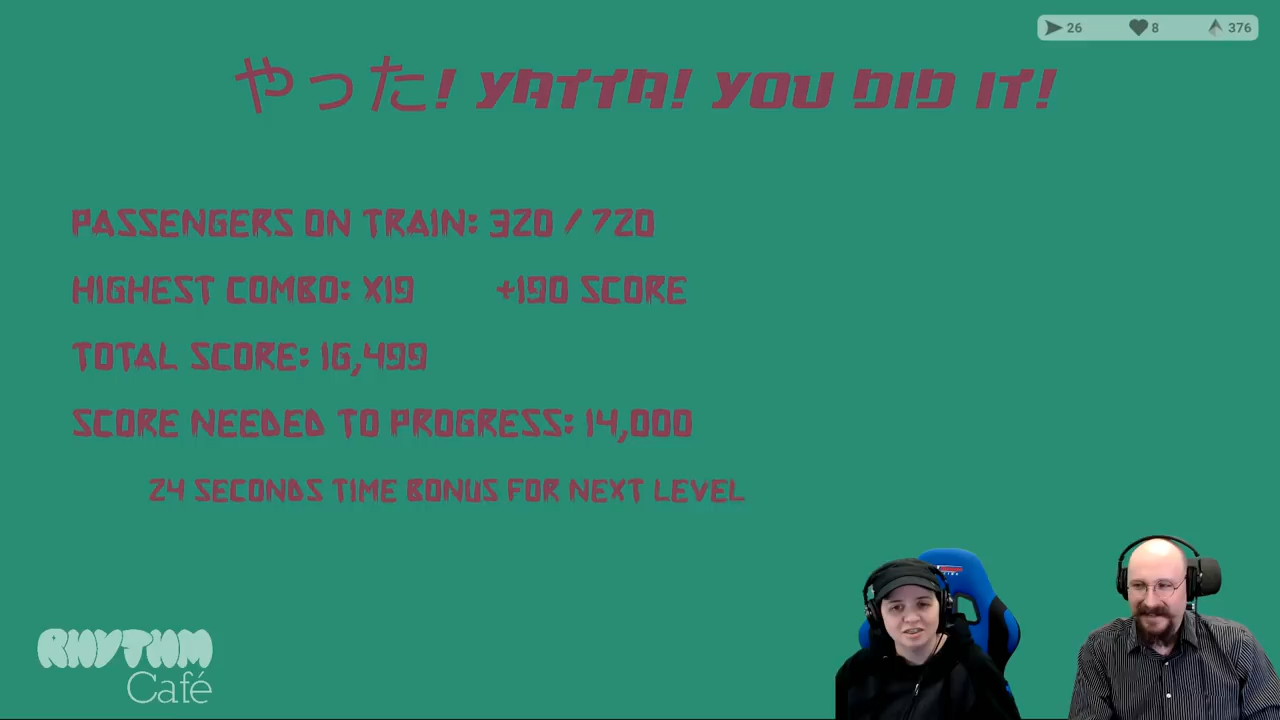 26 8 376
やった! YATTA! YOU DID IT!
PASSENGERS ON TRAIN: 320 / 720
HIGHEST COMBO: X19 +190 SCORE
TOTAL SCORE: 16,499
SCORE NEEDED TO PROGRESS: 14,000
24 SECONDS TIME BONUS FOR NEXT LEVEL
RHYTHM
Café